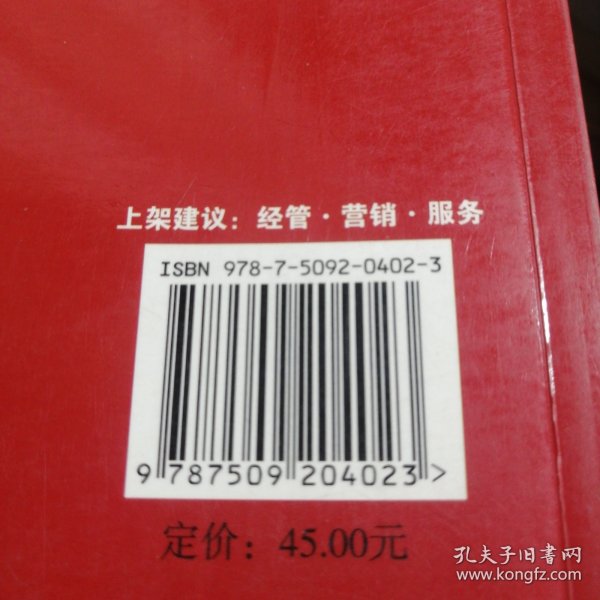 上架建议：经管·营销·服务
ISBN 978-7-5092-0402-3
9 787509 204023 >
定价：45.00元
孔夫子旧書网
www.kongfz.com